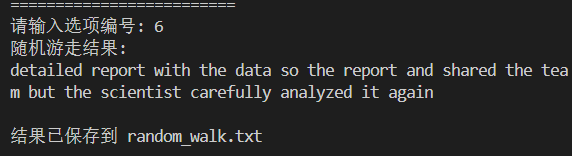 =========================
请输入选项编号: 6
随机游走结果:
detailed report with the data so the report and shared the tea
m but the scientist carefully analyzed it again
结果已保存到 random_walk.txt